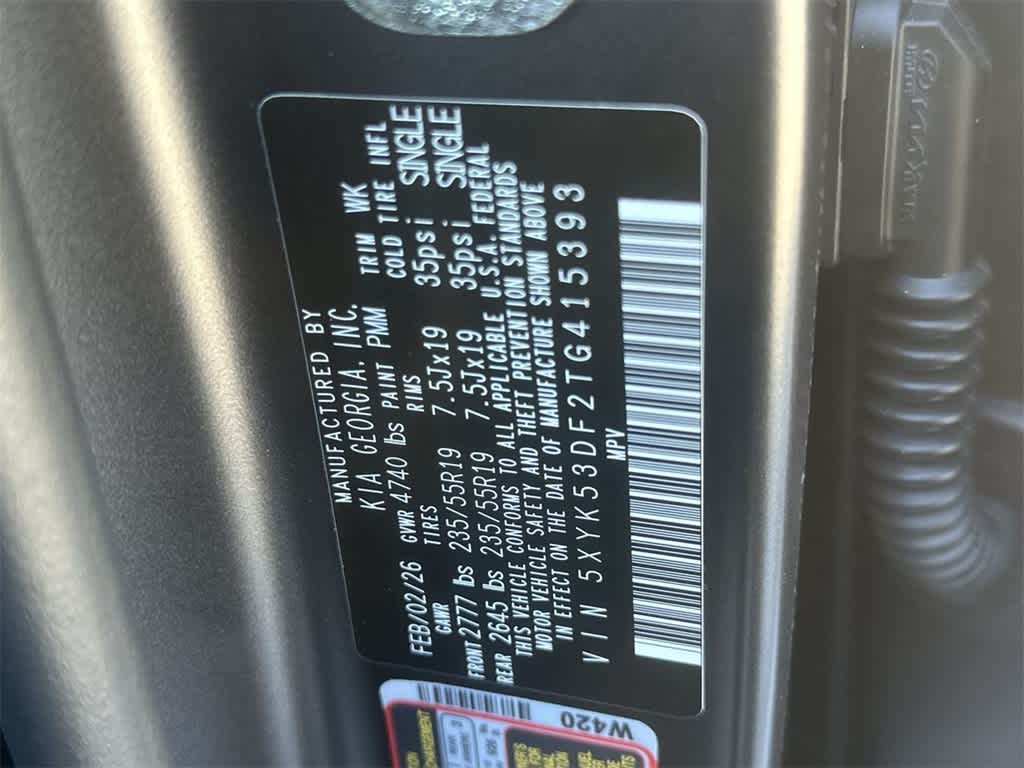 MANUFACTURED BY
KIA GEORGIA. INC.
FEB/02/26 GVWR 4740 lbs PAINT PMM TRIM WK
GAWR TIRES RIMS COLD TIRE INFL
FRONT 2777 lbs 235/55R19 7.5Jx19 35psi SINGLE
REAR 2645 lbs 235/55R19 7.5Jx19 35psi SINGLE
THIS VEHICLE CONFORMS TO ALL APPLICABLE U.S.A. FEDERAL
MOTOR VEHICLE SAFETY AND THEFT PREVENTION STANDARDS
IN EFFECT ON THE DATE OF MANUFACTURE SHOWN ABOVE
VIN 5XYK53DF2TG415393
MPV
W420